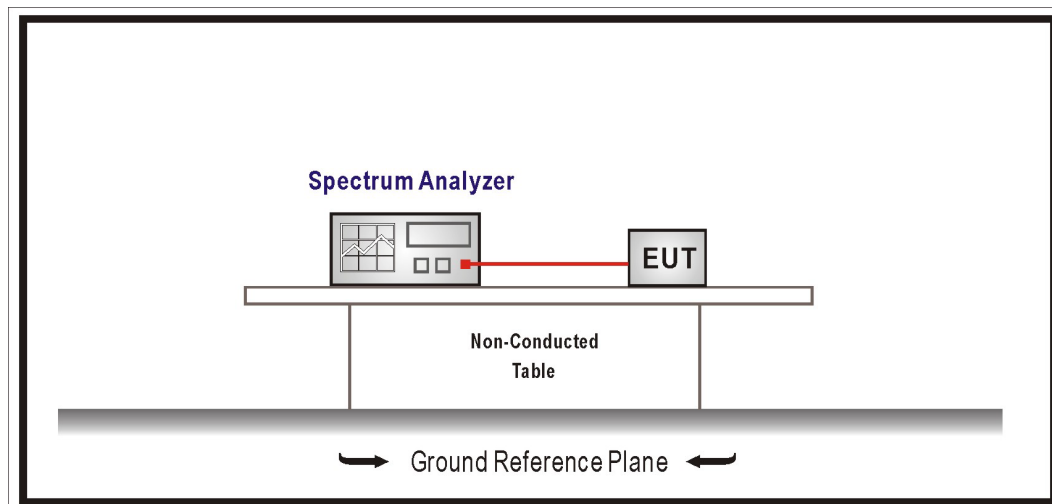 Spectrum Analyzer
EUT
Non-Conducted
Table
Ground Reference Plane